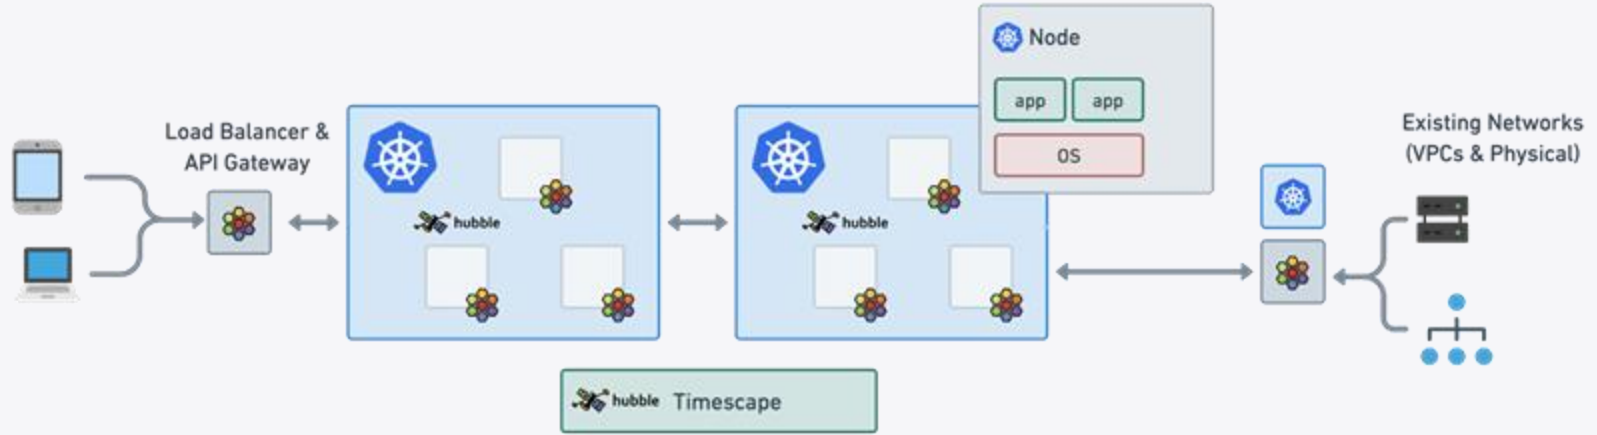 Node
app
app
OS
Load Balancer &
API Gateway
hubble
hubble
Existing Networks
(VPCs & Physical)
hubble Timescape